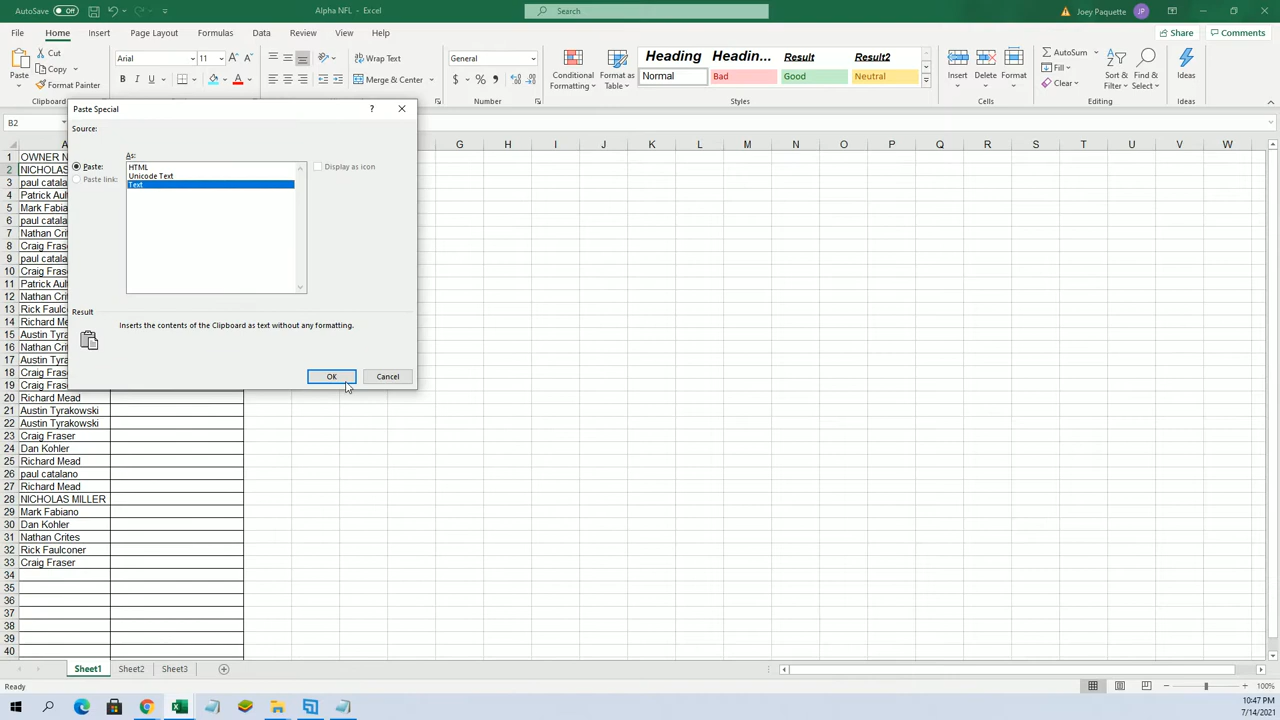 AutoSave Off
Alpha NFL - Excel
Search
Joey Paquette JP
File Home Insert Page Layout Formulas Data Review View Help
Share Comments
Paste
Cut
Copy
Format Painter
Clipboard
Arial 11
B I U
Wrap Text
Merge & Center
General
$ % ,
Number
Conditional Formatting
Format as Table
Heading Headin... Result Result2
Normal Bad Good Neutral
Styles
Insert Delete Format
Cells
AutoSum
Fill
Clear
Sort & Filter
Find & Select
Editing
Ideas
Ideas
B2
Paste Special ?
Source:
As:
Paste:
Paste link:
HTML
Unicode Text
Text
Display as icon
Result
Inserts the contents of the Clipboard as text without any formatting.
OK Cancel
A G H I J K L M N O P Q R S T U V W
1 OWNER N
2 NICHOLAS
3 paul catala
4 Patrick Ault
5 Mark Fabia
6 paul catala
7 Nathan Crit
8 Craig Fras
9 paul catala
10 Craig Fras
11 Patrick Ault
12 Nathan Crit
13 Rick Faulc
14 Richard Me
15 Austin Tyra
16 Nathan Crit
17 Austin Tyra
18 Craig Fras
19 Craig Fras
20 Richard Mead
21 Austin Tyrakowski
22 Austin Tyrakowski
23 Craig Fraser
24 Dan Kohler
25 Richard Mead
26 paul catalano
27 Richard Mead
28 NICHOLAS MILLER
29 Mark Fabiano
30 Dan Kohler
31 Nathan Crites
32 Rick Faulconer
33 Craig Fraser
34
35
36
37
38
39
40
Sheet1 Sheet2 Sheet3
Ready
100%
10:47 PM
7/14/2021